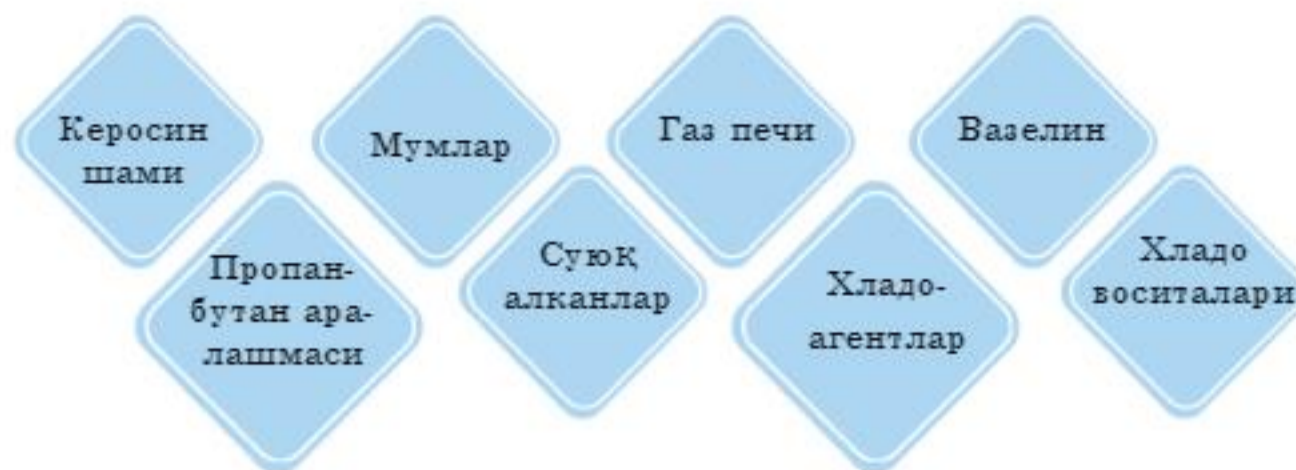 Керосин
шами
Мумлар
Газ печи
Вазелин
Пропан-
бутан ара-
лашмаси
Суюқ
алканлар
Хладо-
агентлар
Хладо
воситалари